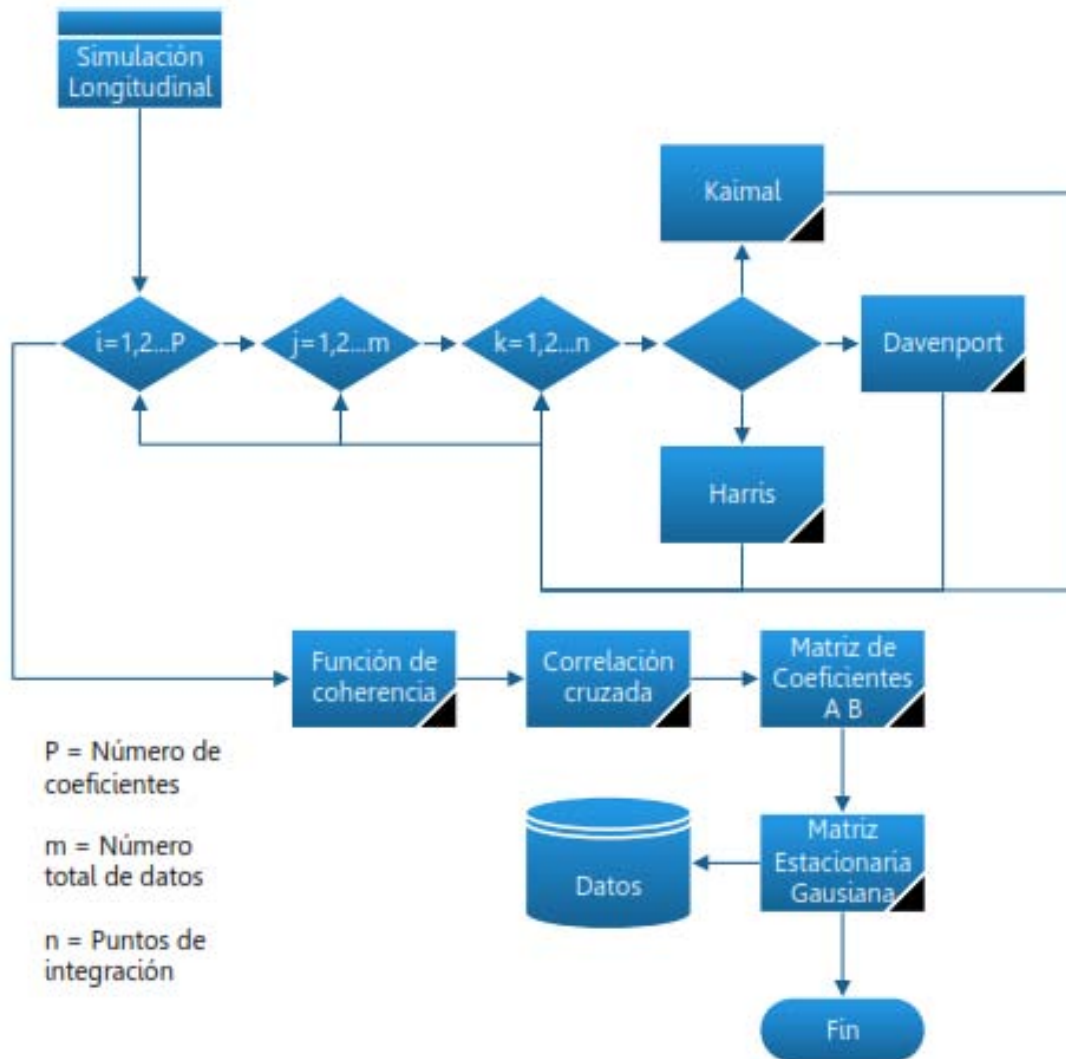 Simulación
Longitudinal
Kaimal
i=1,2...P
j=1,2...m
k=1,2...n
Davenport
Harris
Función de
coherencia
Correlación
cruzada
Matriz de
Coeficientes
A B
P = Número de
coeficientes
m = Número
total de datos
n = Puntos de
integración
Datos
Matriz
Estacionaria
Gausiana
Fin